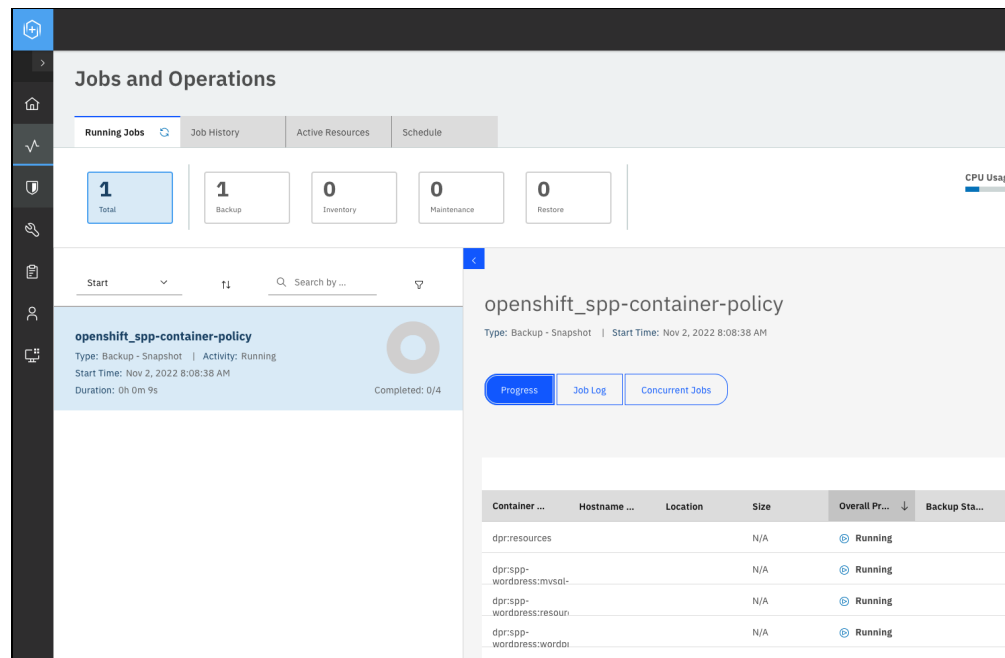 Jobs and Operations
Running Jobs
Job History
Active Resources
Schedule
1
Total
1
Backup
0
Inventory
0
Maintenance
0
Restore
CPU Usag
Start
Search by ...
openshift_spp-container-policy
Type: Backup - Snapshot | Activity: Running
Start Time: Nov 2, 2022 8:08:38 AM
Duration: 0h 0m 9s
Completed: 0/4
openshift_spp-container-policy
Type: Backup - Snapshot | Start Time: Nov 2, 2022 8:08:38 AM
Progress
Job Log
Concurrent Jobs
Container ... Hostname ... Location Size Overall Pr... Backup Sta...
dpr:resources N/A Running
dpr:spp- N/A Running
wordpress:mysql-
dpr:spp- N/A Running
wordpress:resour
dpr:spp- N/A Running
wordpress:wordpr